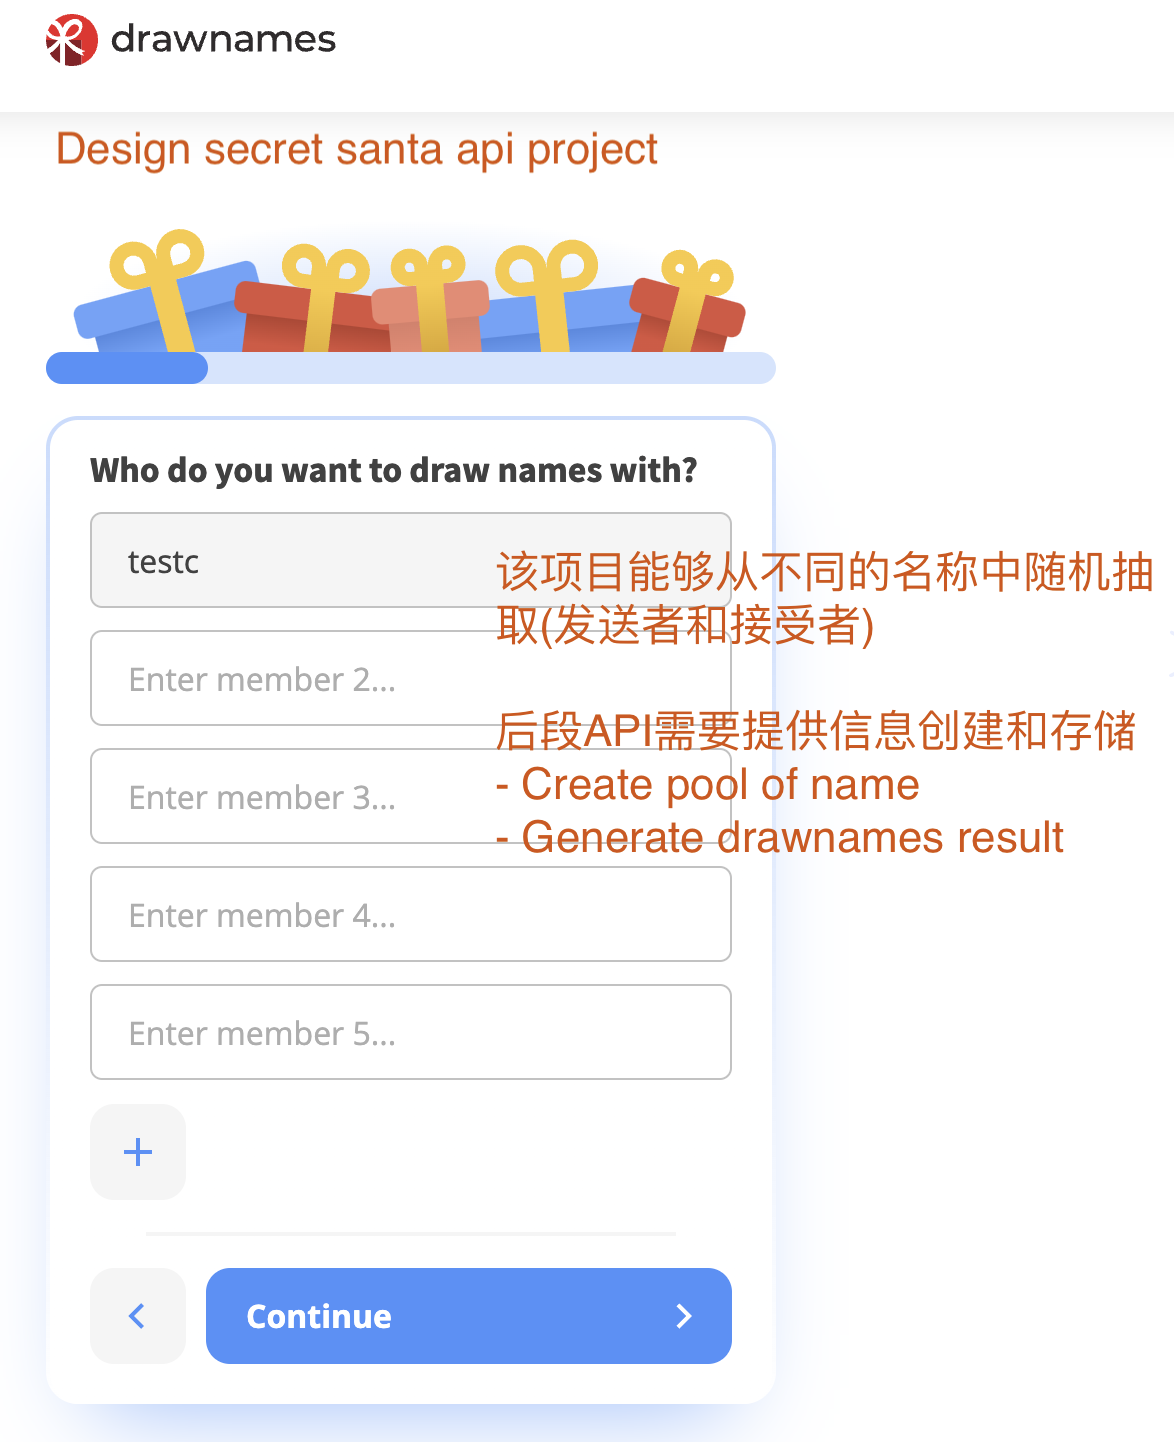 drawnames
Design secret santa api project
Who do you want to draw names with?
testc
该项目能够从不同的名称中随机抽
取(发送者和接受者)
Enter member 2...
后段API需要提供信息创建和存储
- Create pool of name
Enter member 3...
- Generate drawnames result
Enter member 4...
Enter member 5...
Continue